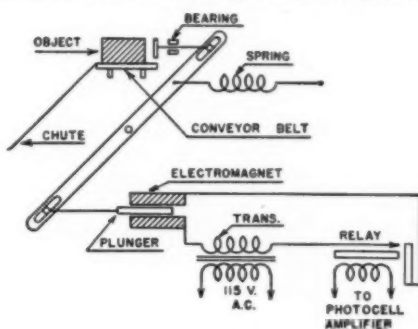 BEARING
OBJECT
SPRING
CHUTE
CONVEYOR BELT
ELECTROMAGNET
TRANS.
RELAY
PLUNGER
115 V.
A.C.
TO
PHOTOCELL
AMPLIFIER